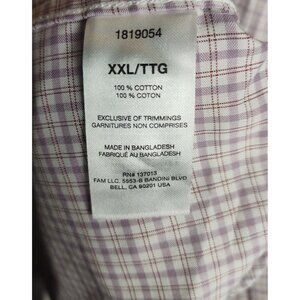 1819054
XXL/TTG
100 % COTTON
100 % COTON
EXCLUSIVE OF TRIMMINGS
GARNITURES NON COMPRISES
MADE IN BANGLADESH
FABRIQUÉ AU BANGLADESH
RN# 137013
FAM LLC. 5553-B BANDINI BLVD
BELL, CA 90201 USA